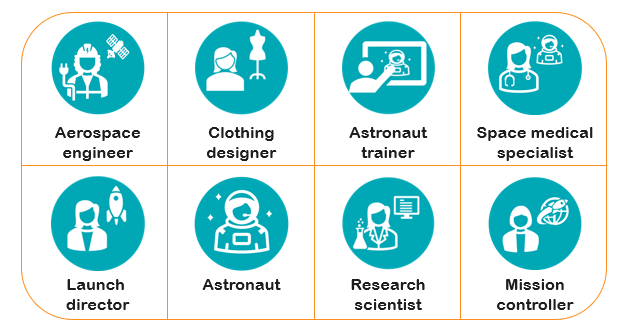 Aerospace
engineer
Clothing
designer
Astronaut
trainer
Space medical
specialist
Launch
director
Astronaut
Research
scientist
Mission
controller